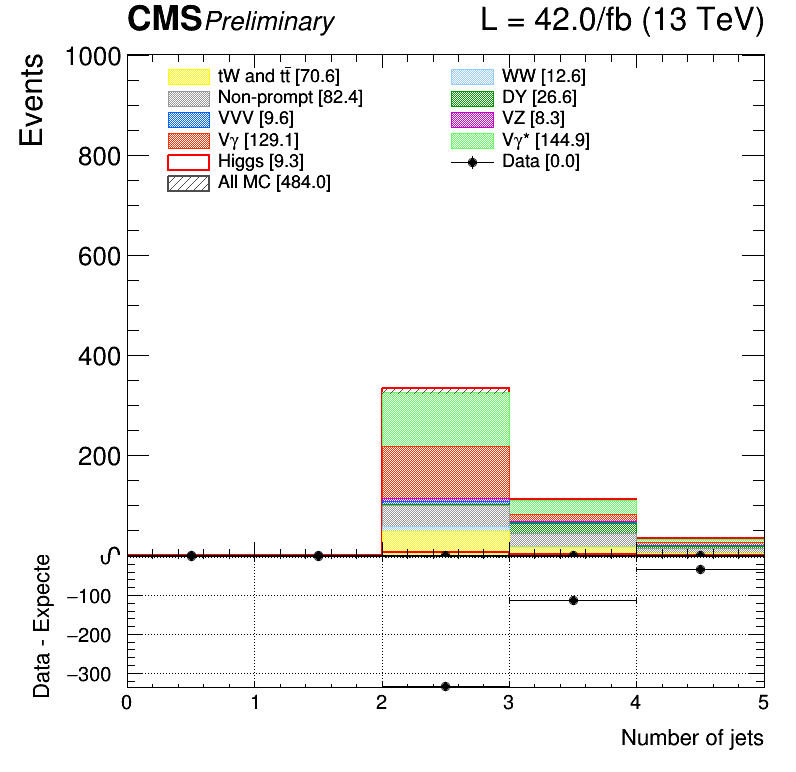 CMS Preliminary L = 42.0/fb (13 TeV)
Events
1000
800
600
400
200
0
tW and tt̄ [70.6]
Non-prompt [82.4]
VVV [9.6]
Vγ [129.1]
Higgs [9.3]
All MC [484.0]
WW [12.6]
DY [26.6]
VZ [8.3]
Vγ* [144.9]
Data [0.0]
Data - Expecte
−100
−200
−300
0 1 2 3 4 5
Number of jets